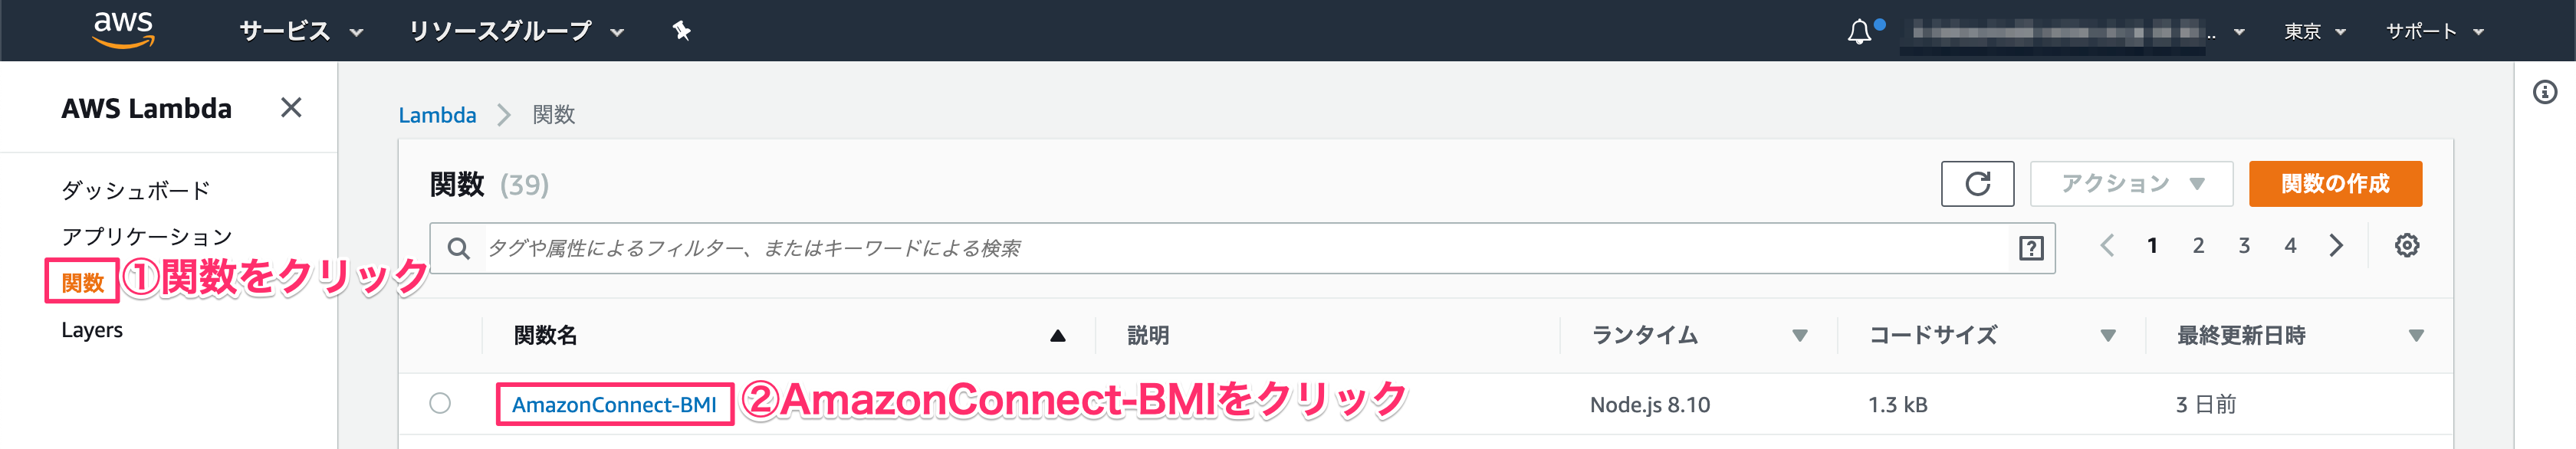 aws サービス リソースグループ .. 東京 サポート
AWS Lambda
ダッシュボード
アプリケーション
関数 ①関数をクリック
Layers
Lambda 関数
関数 (39) アクション 関数の作成
タグや属性によるフィルター、またはキーワードによる検索 ? 1 2 3 4
関数名 説明 ランタイム コードサイズ 最終更新日時
AmazonConnect-BMI ②AmazonConnect-BMIをクリック Node.js 8.10 1.3 kB 3 日前